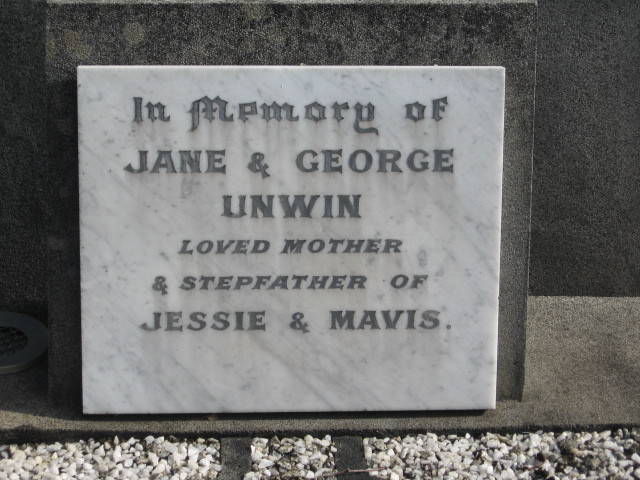 In Memory of
JANE & GEORGE
UNWIN
LOVED MOTHER
& STEPFATHER OF
JESSIE & MAVIS.